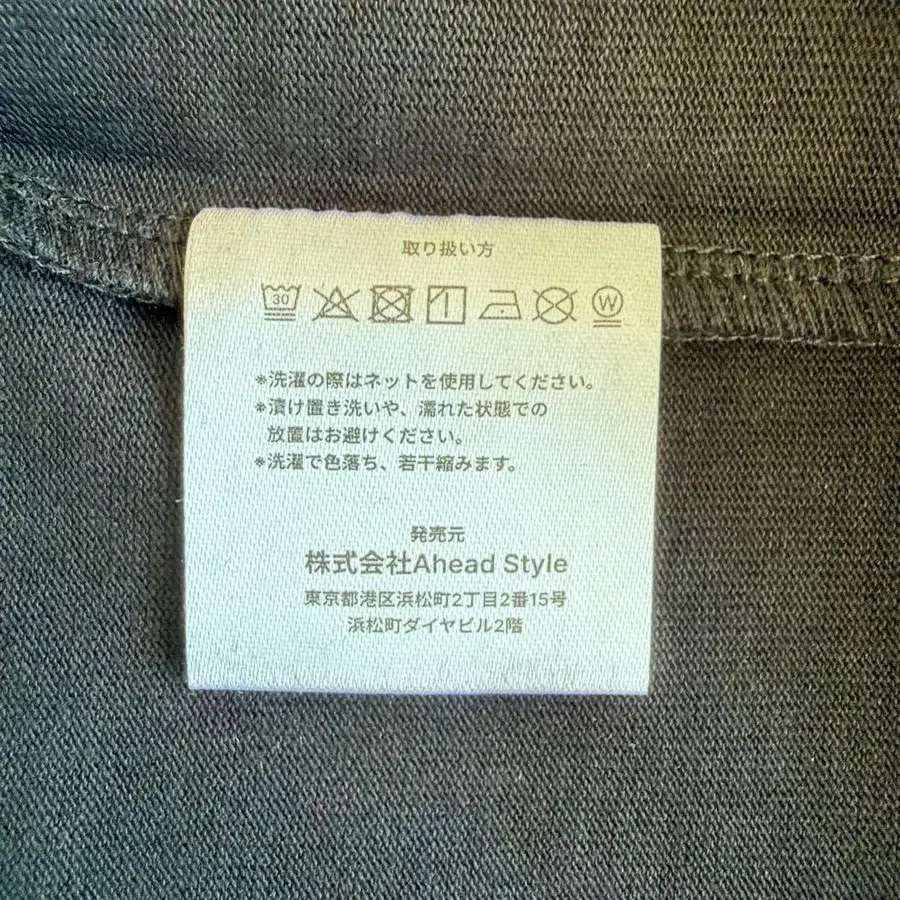 取り扱い方
30 W
※洗濯の際はネットを使用してください。
※漬け置き洗いや、濡れた状態での
放置はお避けください。
※洗濯で色落ち、若干縮みます。
発売元
株式会社Ahead Style
東京都港区浜松町2丁目2番15号
浜松町ダイヤビル2階